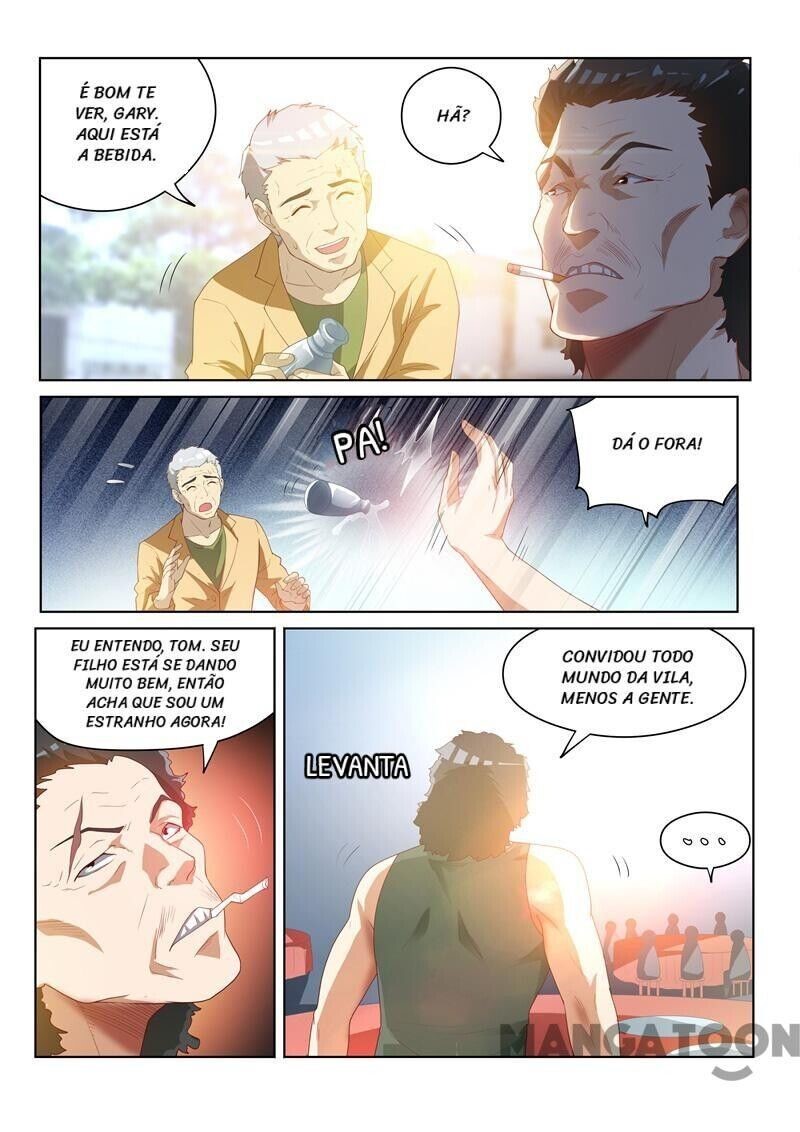 É BOM TE
VER, GARY.
AQUI ESTÁ
A BEBIDA.
HÃ?
PA!
DÁ O FORA!
EU ENTENDO, TOM. SEU
FILHO ESTÁ SE DANDO
MUITO BEM, ENTÃO
ACHA QUE SOU UM
ESTRANHO AGORA!
CONVIDOU TODO
MUNDO DA VILA,
MENOS A GENTE.
LEVANTA
...
MANGATOON